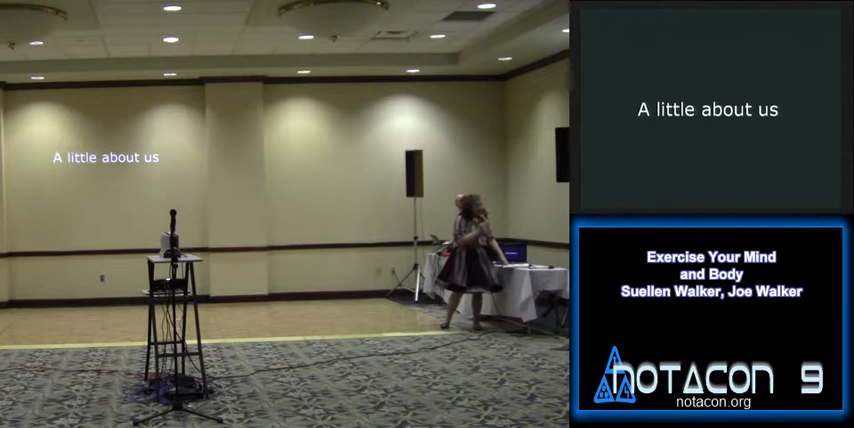 A little about us
A little about us
Exercise Your Mind
and Body
Suellen Walker, Joe Walker
NOTACON 9
notacon.org